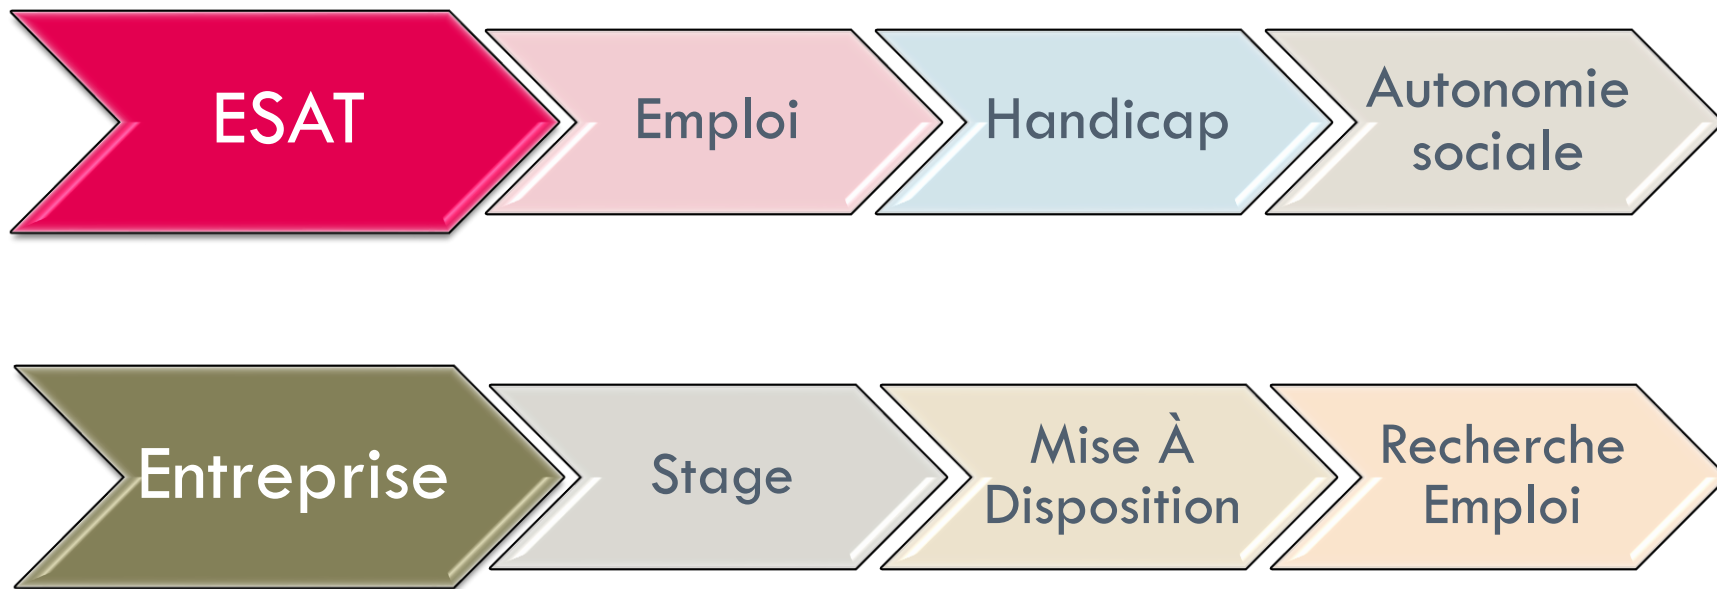 ESAT
Emploi
Handicap
Autonomie
sociale
Entreprise
Stage
Mise À
Disposition
Recherche
Emploi